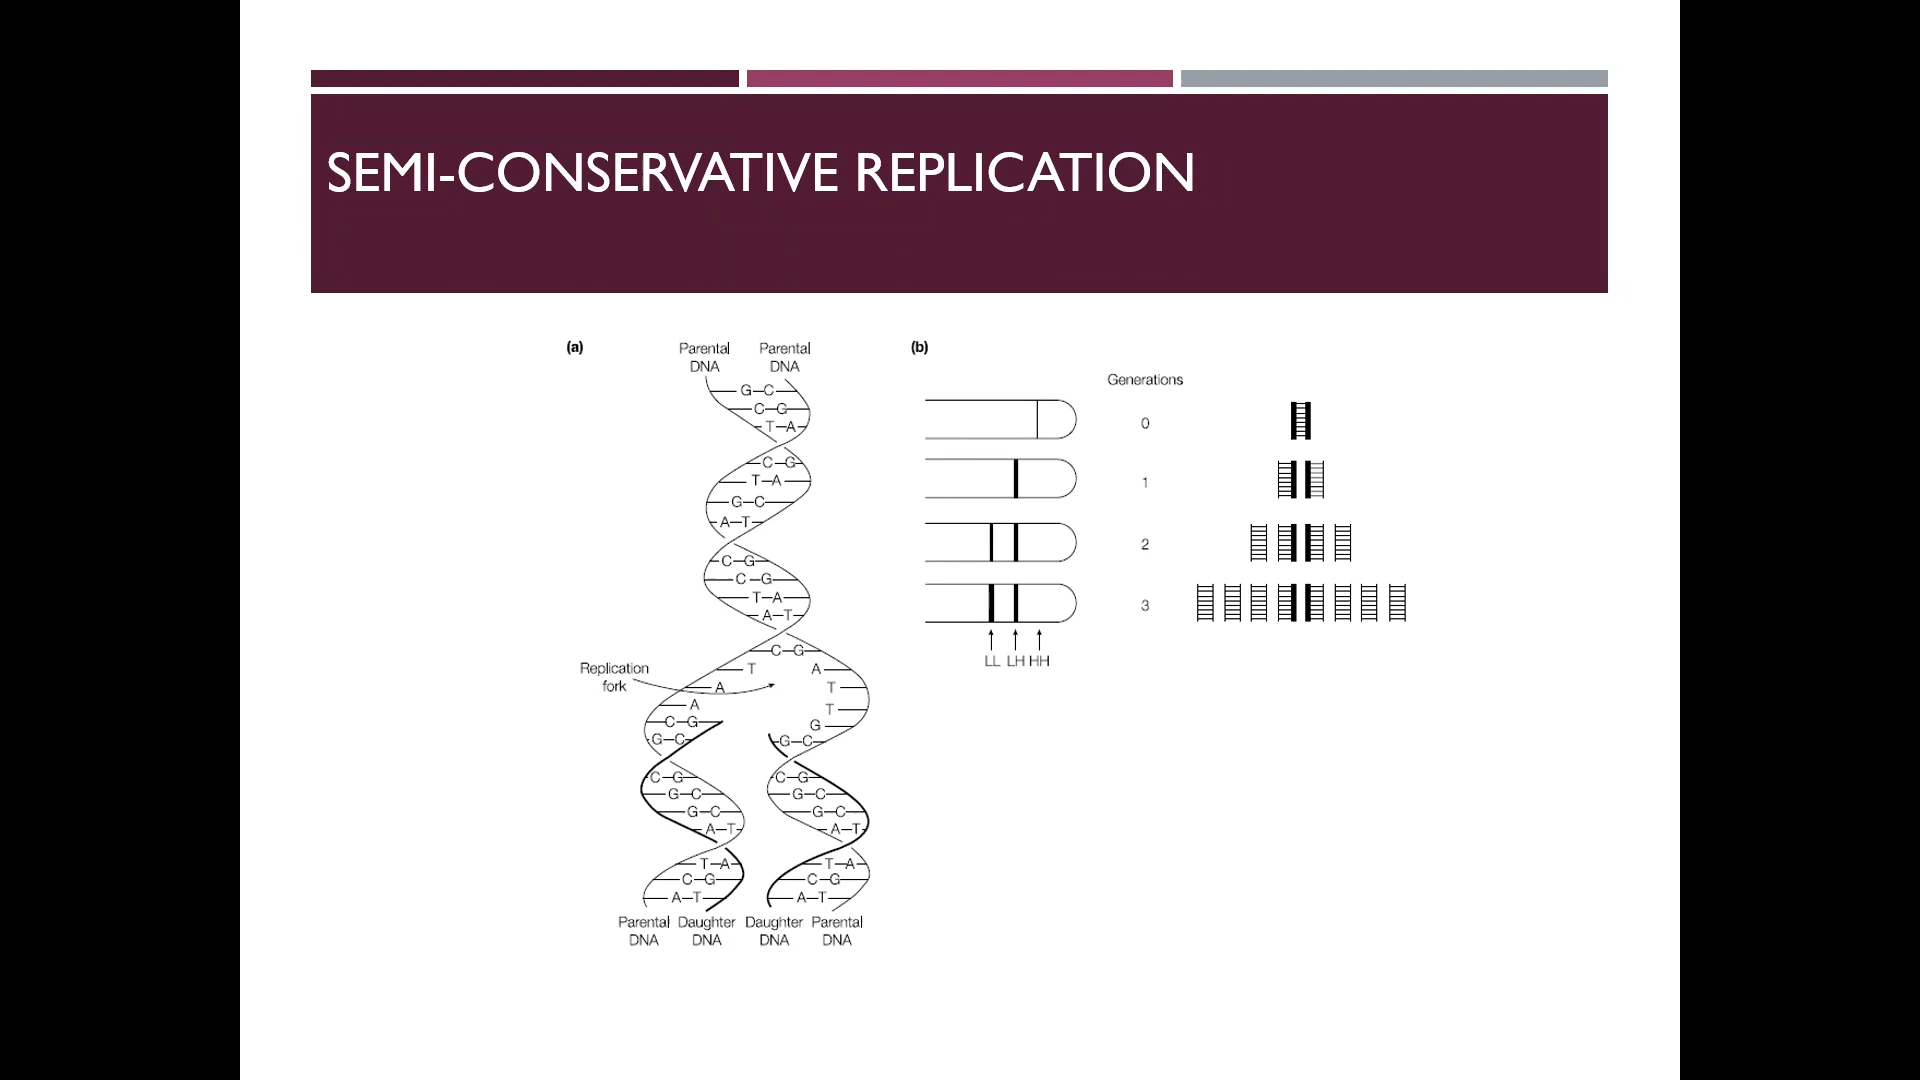 SEMI-CONSERVATIVE REPLICATION
(a)
Parental DNA
Parental DNA
G C
C G
T A
C G
T A
G C
A T
C G
C G
T A
A T
C G
T A
A T
A T
C G G
G C G C
C G C G
G C G C
G C G C
A T A T
T A T A
C G C G
A T A T
Replication
fork
Parental DNA
Daughter DNA
Daughter DNA
Parental DNA
(b)
Generations
0
1
2
3
LL LH HH